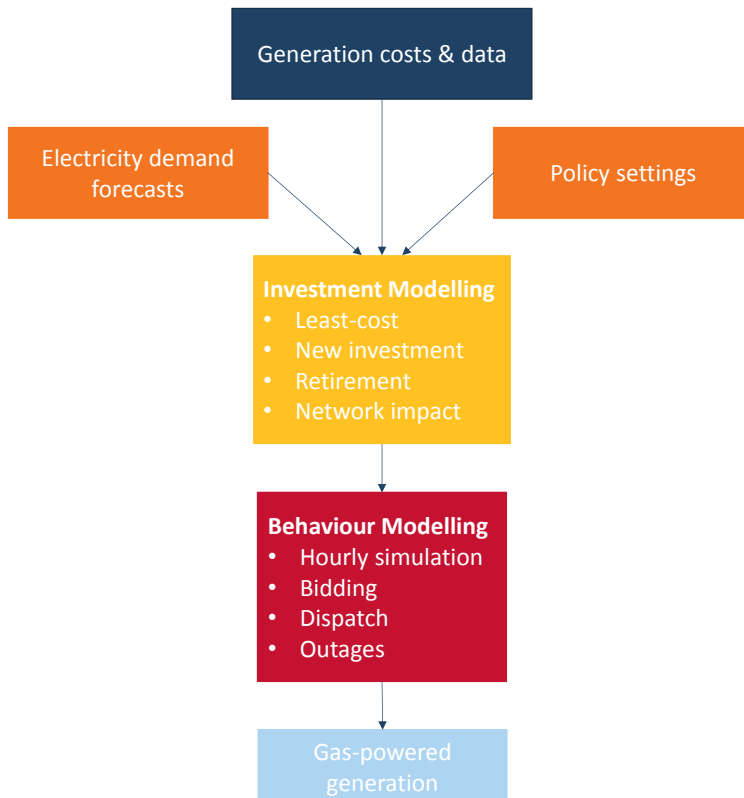 Generation costs & data
Electricity demand
forecasts
Policy settings
Investment Modelling
• Least-cost
• New investment
• Retirement
• Network impact
Behaviour Modelling
• Hourly simulation
• Bidding
• Dispatch
• Outages
Gas-powered
generation